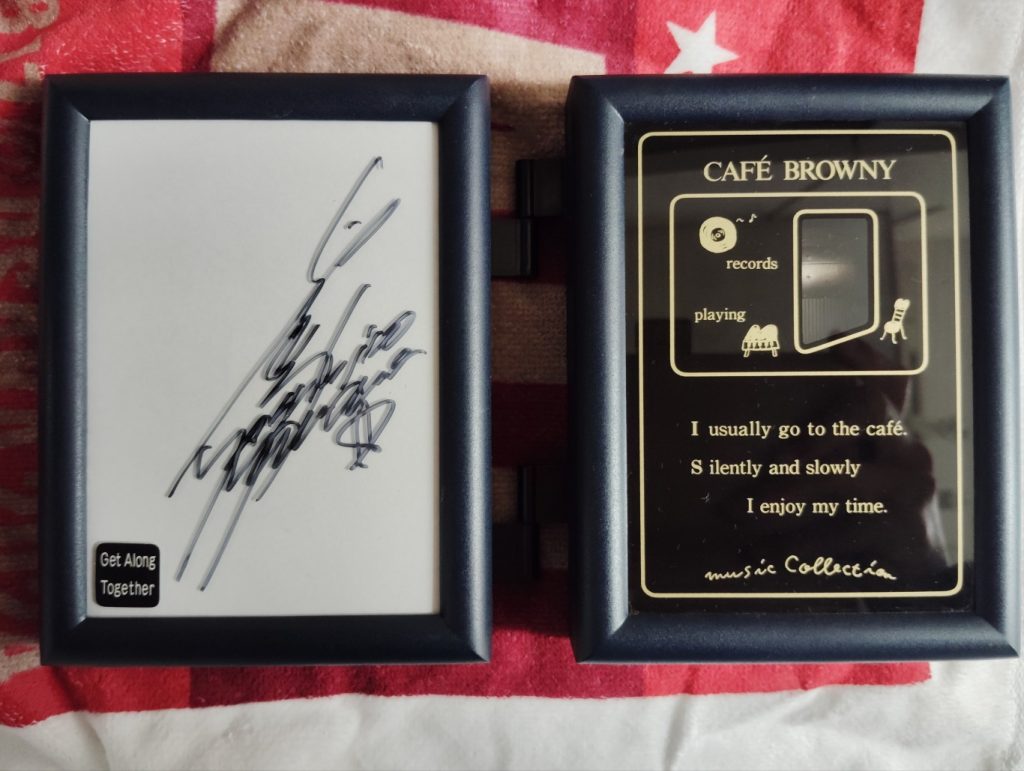 Get Along
Together
CAFÉ BROWNY
records
playing
I usually go to the café.
S ilently and slowly
I enjoy my time.
music Collection